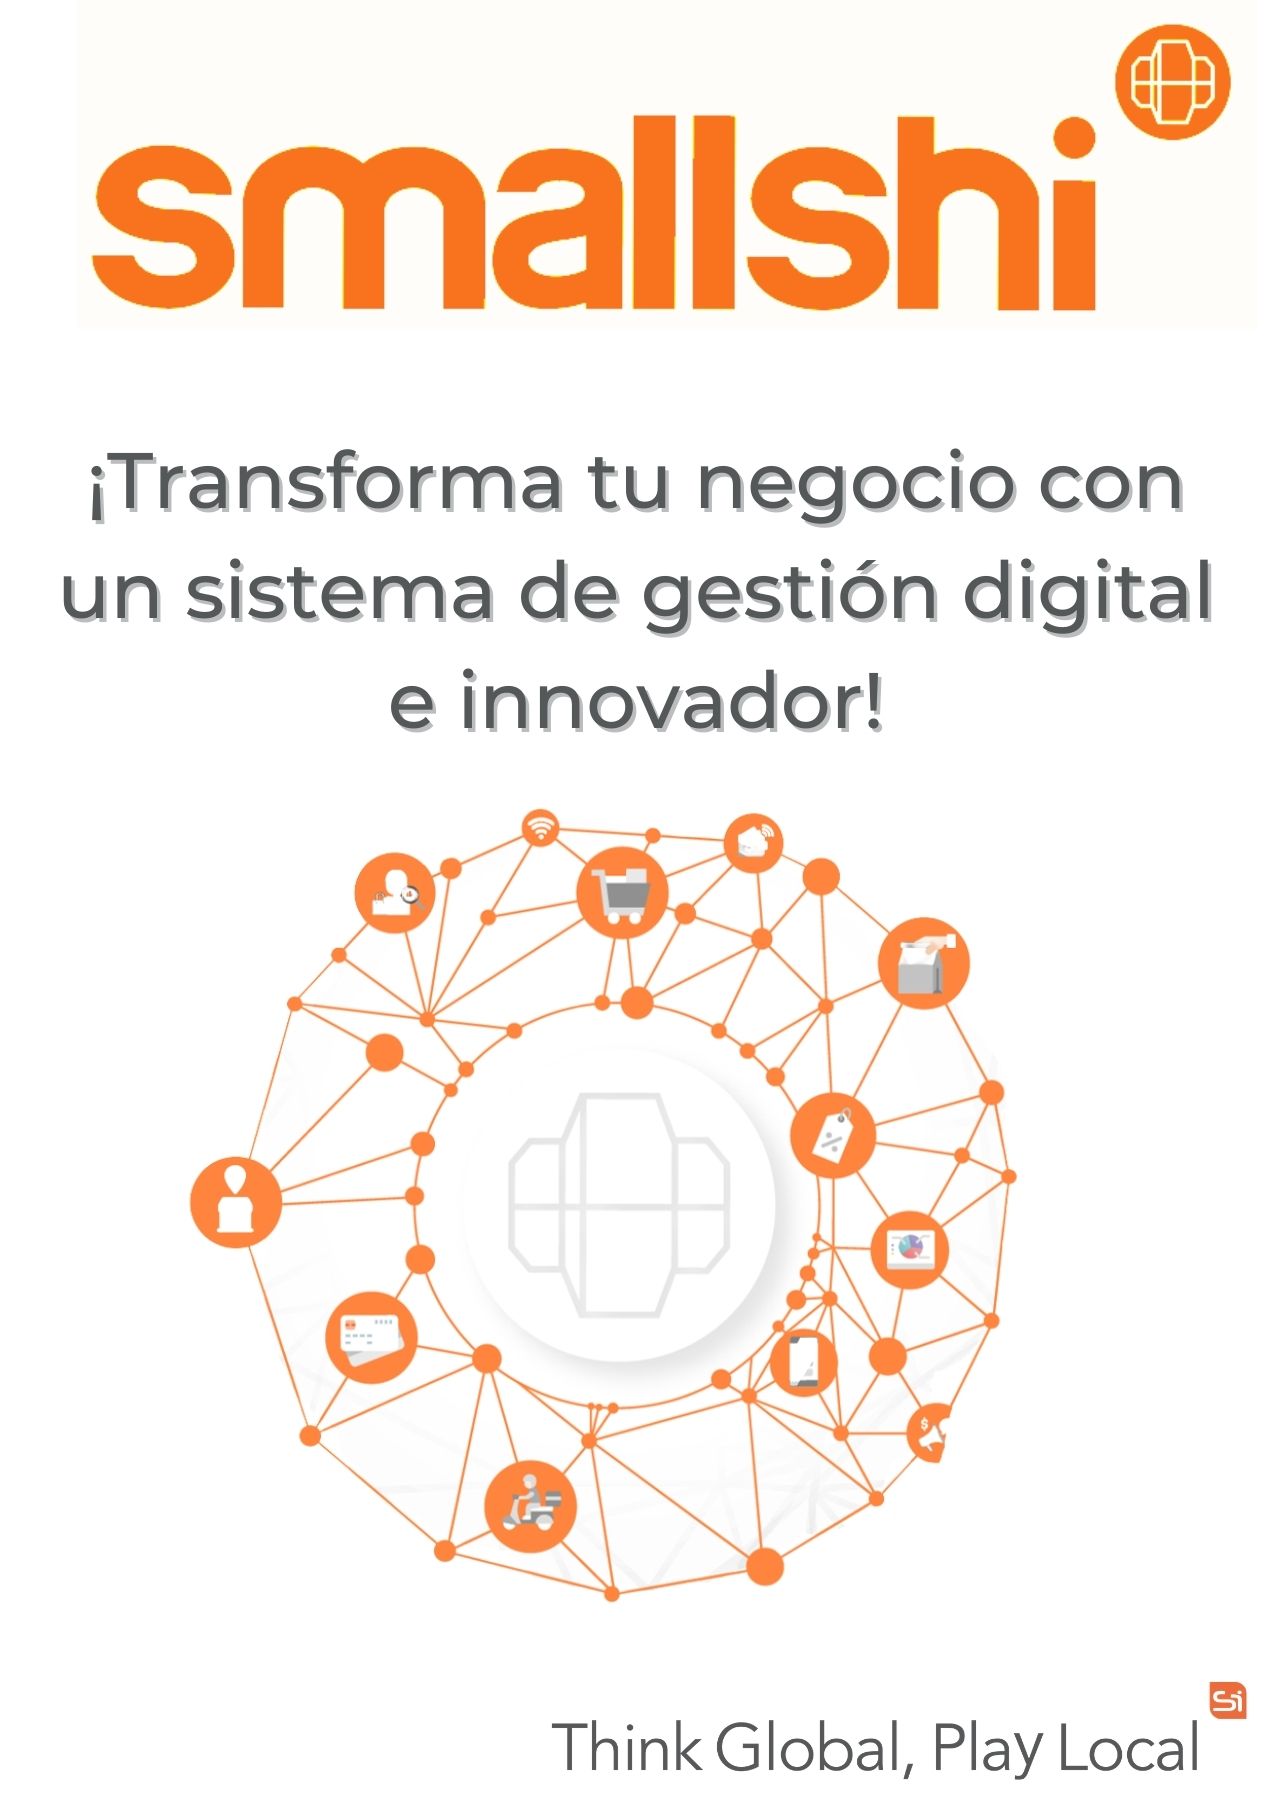 smallshi
¡Transforma tu negocio con
un sistema de gestión digital
e innovador!
$
Si
Think Global, Play Local